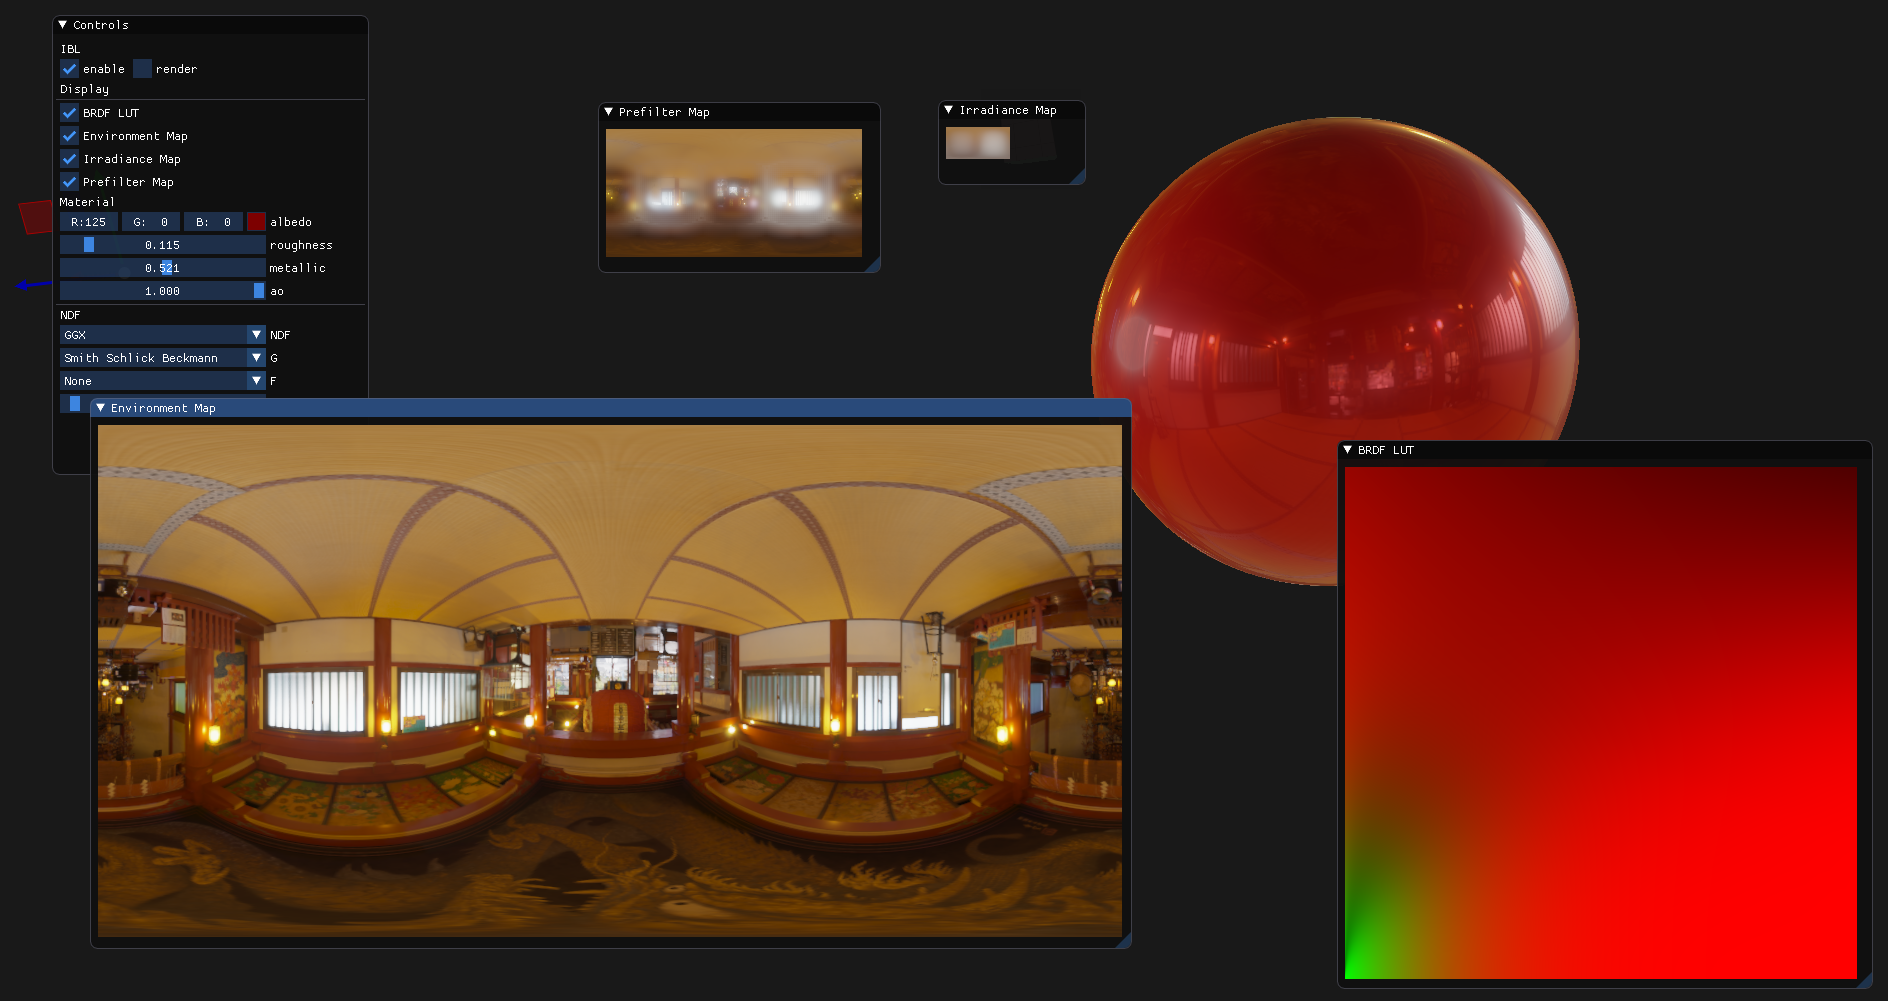 Controls
IBL
enable render
Display
BRDF LUT
Environment Map
Irradiance Map
Prefilter Map
Material
R:125 G: 0 B: 0 albedo
0.115 roughness
0.521 metallic
1.000 ao
NDF
GGX NDF
Smith Schlick Beckmann G
None F
Prefilter Map
Irradiance Map
Environment Map
BRDF LUT